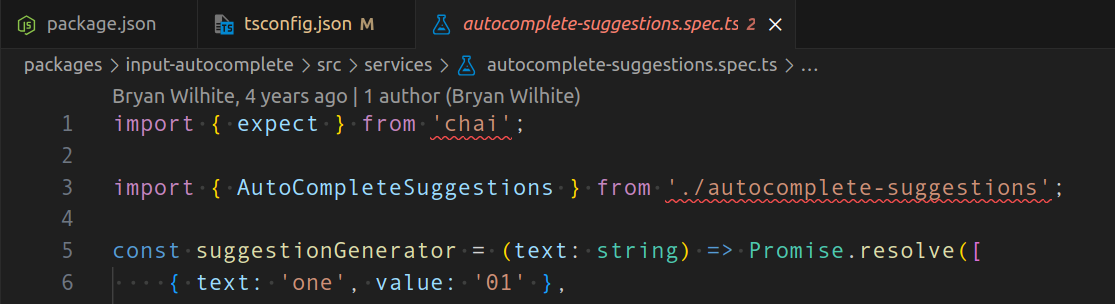 package.json tsconfig.json M autocomplete-suggestions.spec.ts 2
packages > input-autocomplete > src > services > autocomplete-suggestions.spec.ts > ...
Bryan Wilhite, 4 years ago | 1 author (Bryan Wilhite)
1 import { expect } from 'chai';
2
3 import { AutoCompleteSuggestions } from './autocomplete-suggestions';
4
5 const suggestionGenerator = (text: string) => Promise.resolve([
6 { text: 'one', value: '01' },